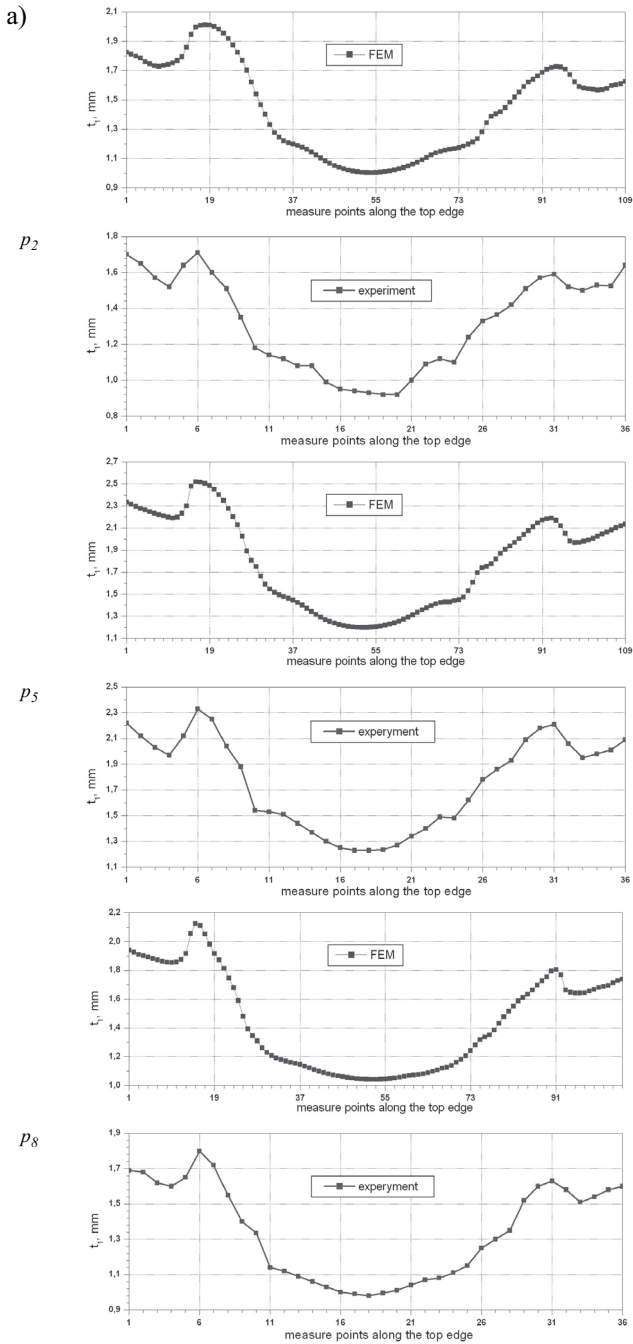 a)
2,1
1,9
1,7
1,5
1,3
1,1
0,9
t1, mm
FEM
1 19 37 55 73 91 109
measure points along the top edge
p2
1,8
1,6
1,4
1,2
1,0
0,8
t1, mm
experiment
1 6 11 16 21 26 31 36
measure points along the top edge
2,7
2,5
2,3
2,1
1,9
1,7
1,5
1,3
1,1
t1, mm
FEM
1 19 37 55 73 91 109
measure points along the top edge
p5
2,5
2,3
2,1
1,9
1,7
1,5
1,3
1,1
t1, mm
experyment
1 6 11 16 21 26 31 36
measure points along the top edge
2,2
2,0
1,8
1,6
1,4
1,2
1,0
t1, mm
FEM
1 19 37 55 73 91
measure points along the top edge
p8
1,9
1,7
1,5
1,3
1,1
0,9
t1, mm
experyment
1 6 11 16 21 26 31 36
measure points along the top edge